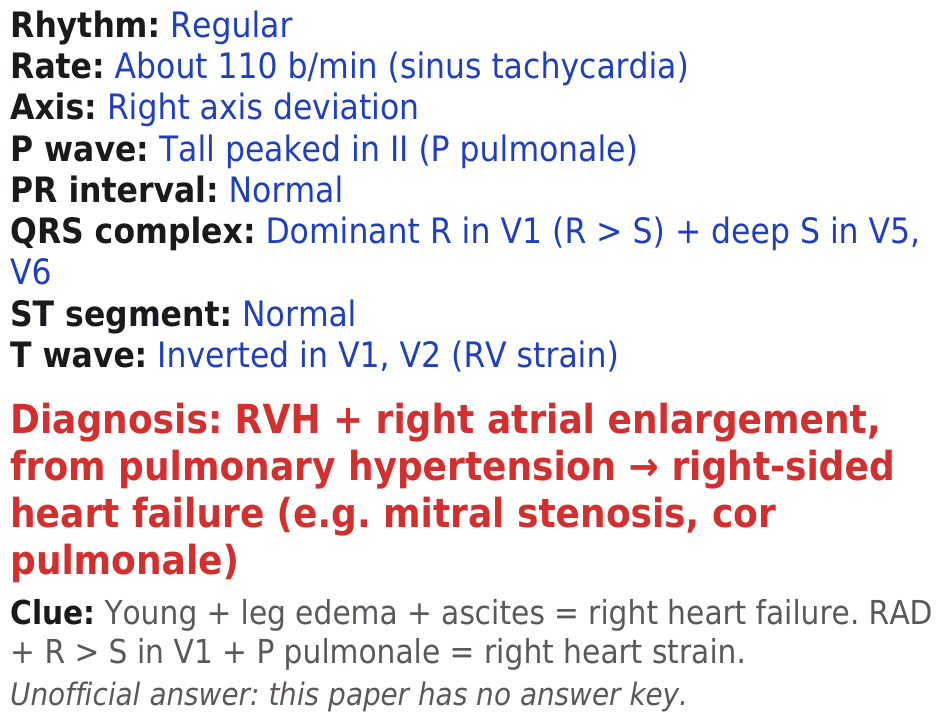 Rhythm: Regular
Rate: About 110 b/min (sinus tachycardia)
Axis: Right axis deviation
P wave: Tall peaked in II (P pulmonale)
PR interval: Normal
QRS complex: Dominant R in V1 (R > S) + deep S in V5,
V6
ST segment: Normal
T wave: Inverted in V1, V2 (RV strain)
Diagnosis: RVH + right atrial enlargement,
from pulmonary hypertension → right-sided
heart failure (e.g. mitral stenosis, cor
pulmonale)
Clue: Young + leg edema + ascites = right heart failure. RAD
+ R > S in V1 + P pulmonale = right heart strain.
Unofficial answer: this paper has no answer key.